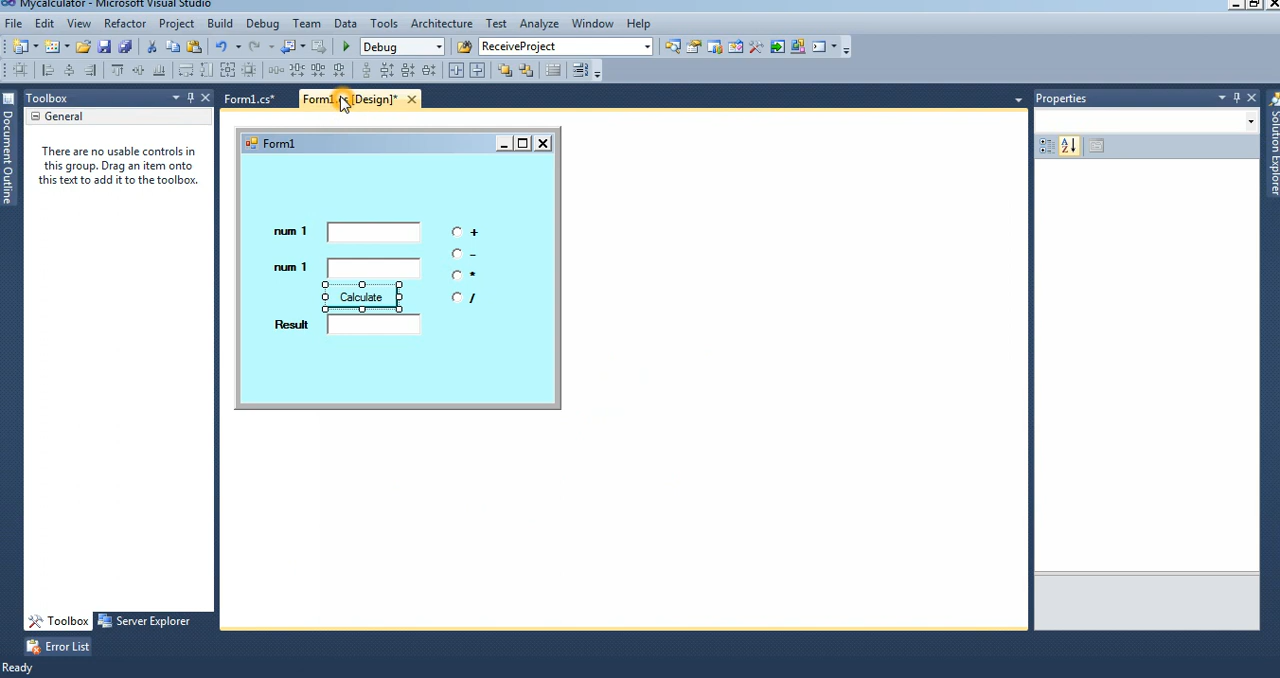 Mycalculator - Microsoft Visual Studio
File Edit View Refactor Project Build Debug Team Data Tools Architecture Test Analyze Window Help
Debug ReceiveProject
Toolbox
General
There are no usable controls in
this group. Drag an item onto
this text to add it to the toolbox.
Toolbox Server Explorer
Error List
Ready
Document Outline
Form1.cs* [Design]*
Form1
num 1 +
-
num 1 *
Calculate /
Result
Properties
Solution Explorer